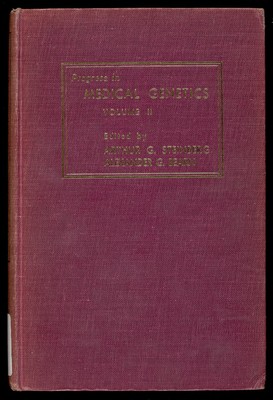 Progress in
MEDICAL GENETICS
VOLUME II
Edited by
ARTHUR G. STEINBERG
ALEXANDER G. BEARN